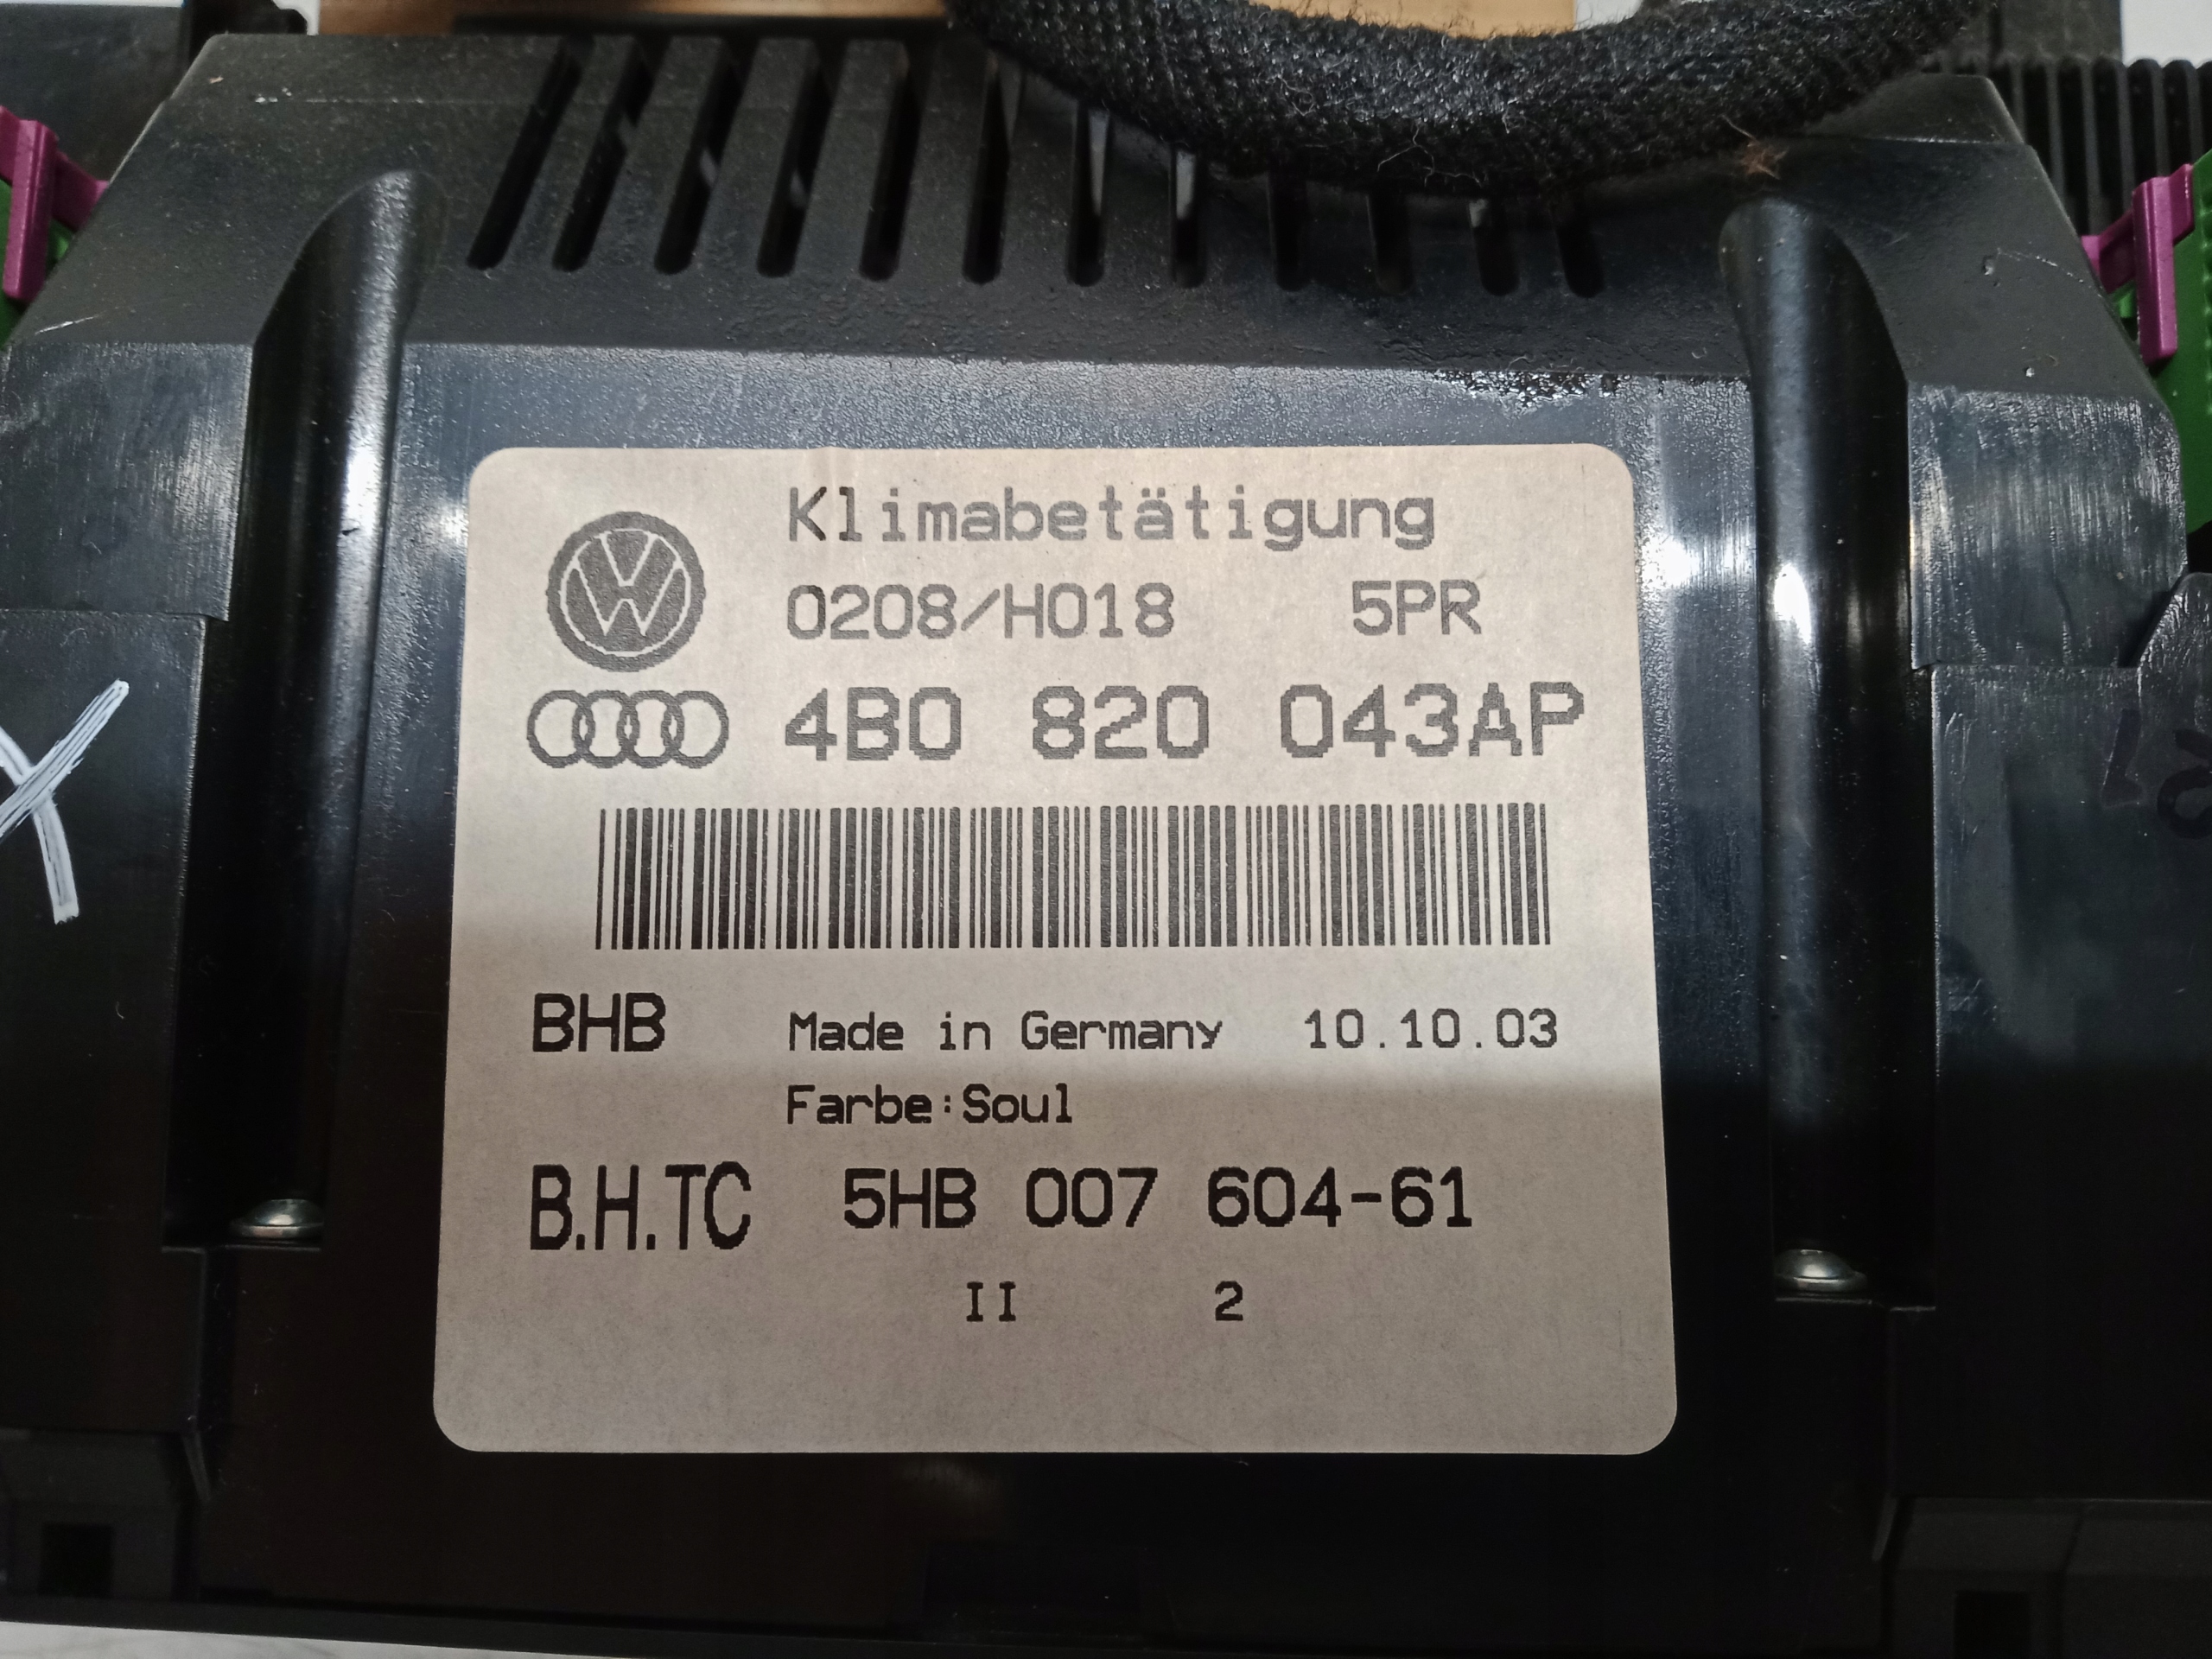 Klimabetätigung
0208/H018 5PR
4B0 820 043AP
BHB Made in Germany 10.10.03
Farbe:Soul
B.H.TC 5HB 007 604-61
II 2